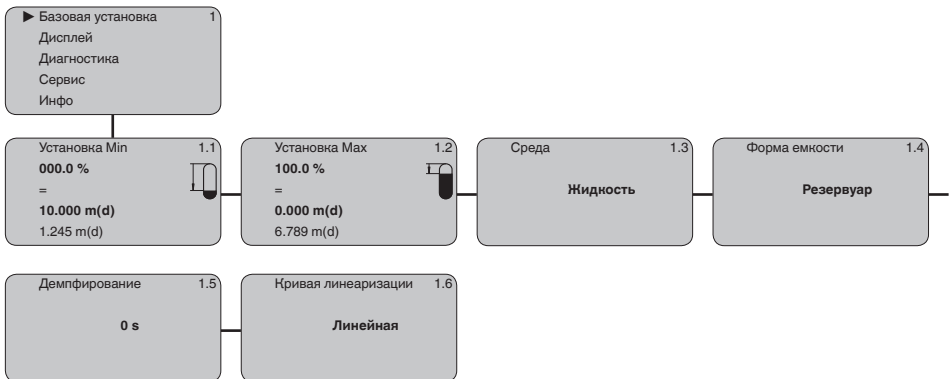 ▶ Базовая установка 1
Дисплей
Диагностика
Сервис
Инфо
Установка Min 1.1
000.0 %
=
10.000 m(d)
1.245 m(d)
Установка Max 1.2
100.0 %
=
0.000 m(d)
6.789 m(d)
Среда 1.3
Жидкость
Форма емкости 1.4
Резервуар
Демпфирование 1.5
0 s
Кривая линеаризации 1.6
Линейная